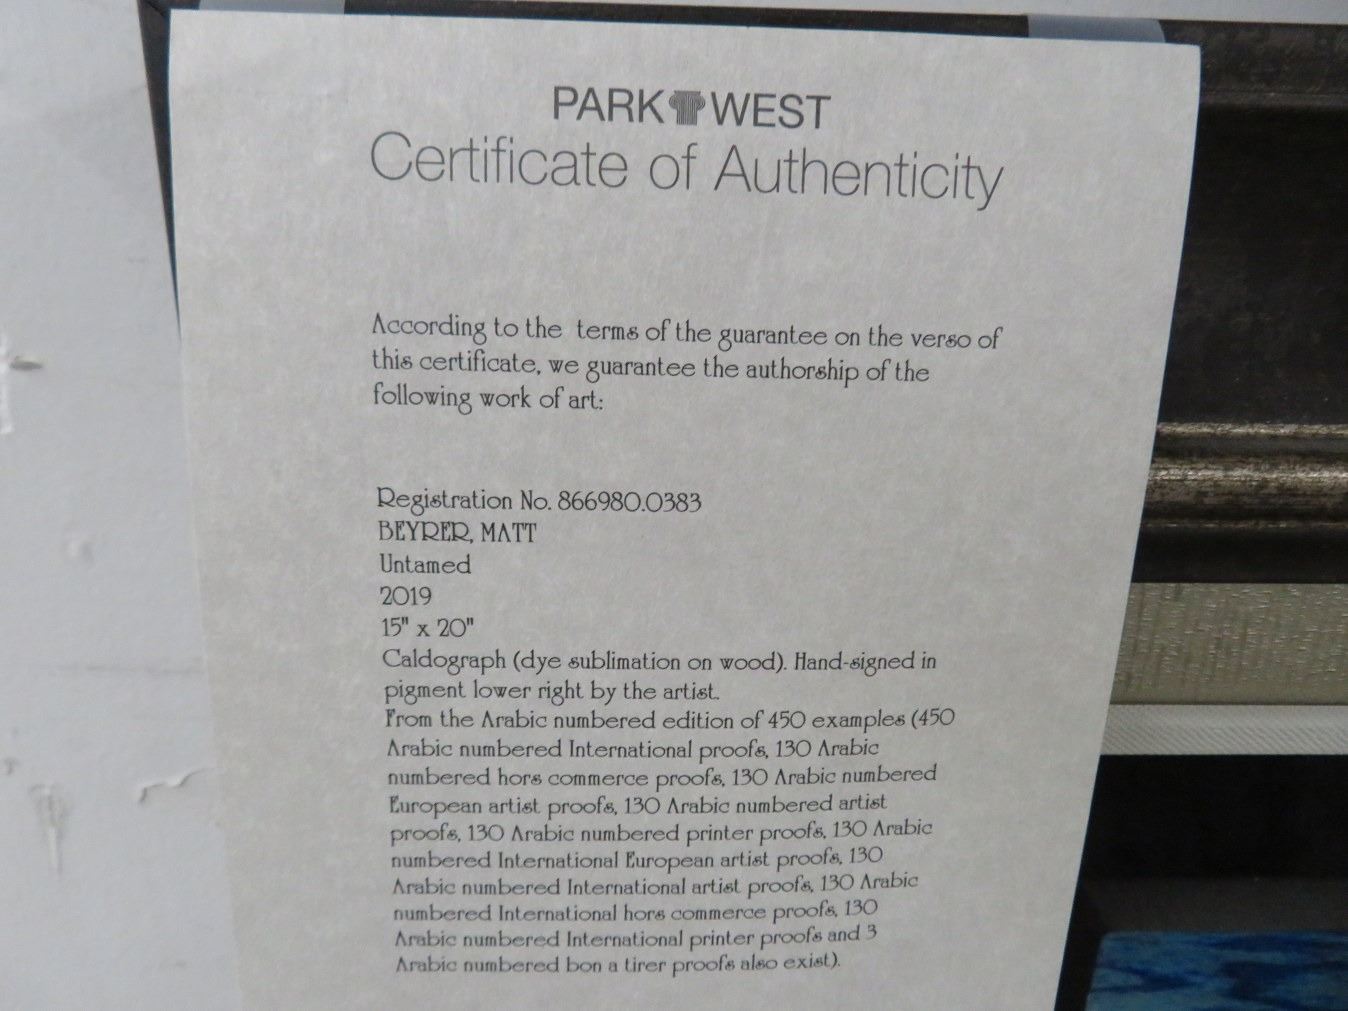 PARK WEST
Certificate of Authenticity
According to the terms of the guarantee on the verso of
this certificate, we guarantee the authorship of the
following work of art:
Registration No. 866980.0383
BEYRER, MATT
Untamed
2019
15" x 20"
Caldograph (dye sublimation on wood). Hand-signed in
pigment lower right by the artist.
From the Arabic numbered edition of 450 examples (450
Arabic numbered International proofs, 130 Arabic
numbered hors commerce proofs, 130 Arabic numbered
European artist proofs, 130 Arabic numbered artist
proofs, 130 Arabic numbered printer proofs, 130 Arabic
numbered International European artist proofs, 130
Arabic numbered International artist proofs, 130 Arabic
numbered International hors commerce proofs, 130
Arabic numbered International printer proofs and 3
Arabic numbered bon a tirer proofs also exist).